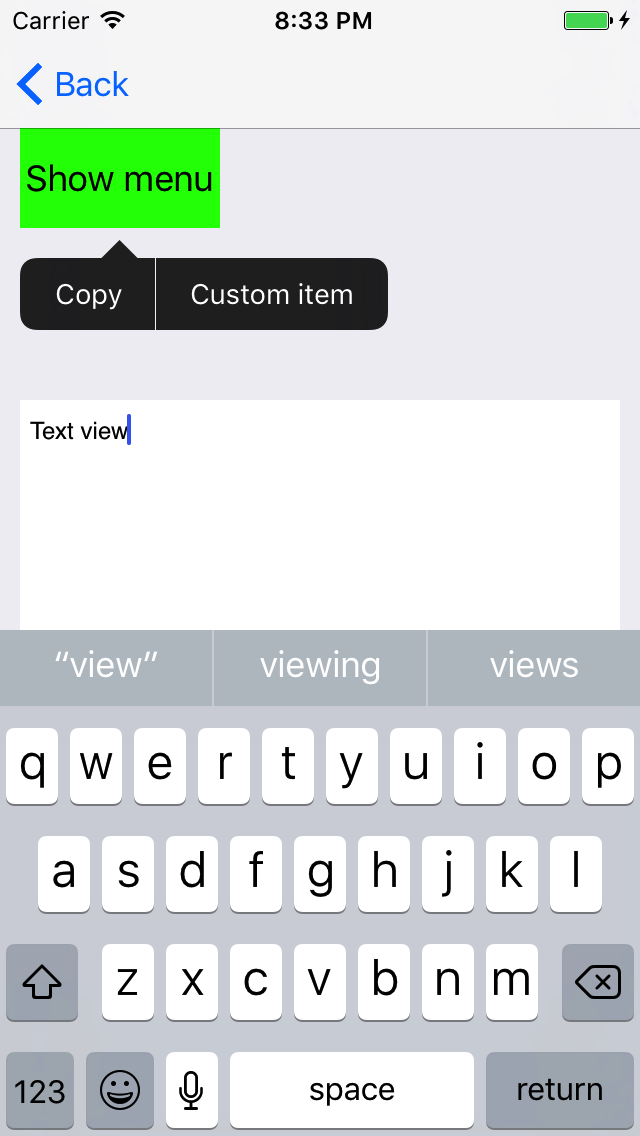 Carrier 8:33 PM
Back
Show menu
Copy Custom item
Text view
“view” viewing views
q w e r t y u i o p
a s d f g h j k l
z x c v b n m
123 space return